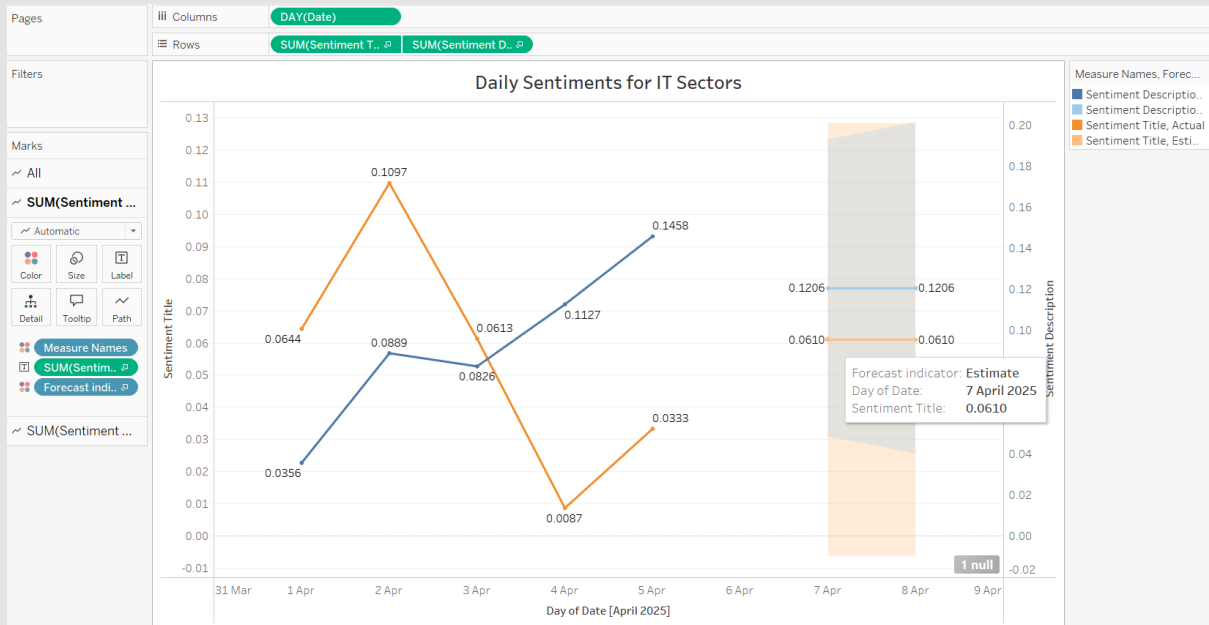 Pages
Columns
DAY(Date)
Rows
SUM(Sentiment T..
SUM(Sentiment D..
Filters
Marks
All
SUM(Sentiment ...
Automatic
Color
Size
Label
Detail
Tooltip
Path
Measure Names
SUM(Sentim..
Forecast indi..
SUM(Sentiment ...
Daily Sentiments for IT Sectors
Sentiment Title
0.13
0.12
0.11
0.10
0.09
0.08
0.07
0.06
0.05
0.04
0.03
0.02
0.01
0.00
-0.01
0.0644
0.1097
0.0613
0.0087
0.0333
0.0356
0.0889
0.0826
0.1127
0.1458
0.1206
0.1206
0.0610
0.0610
Forecast indicator: Estimate
Day of Date: 7 April 2025
Sentiment Title: 0.0610
1 null
0.20
0.18
0.16
0.14
0.12
0.10
0.04
0.02
0.00
-0.02
Sentiment Description
31 Mar
1 Apr
2 Apr
3 Apr
4 Apr
5 Apr
6 Apr
7 Apr
8 Apr
9 Apr
Day of Date [April 2025]
Measure Names, Forec...
Sentiment Descriptio..
Sentiment Descriptio..
Sentiment Title, Actual
Sentiment Title, Esti..